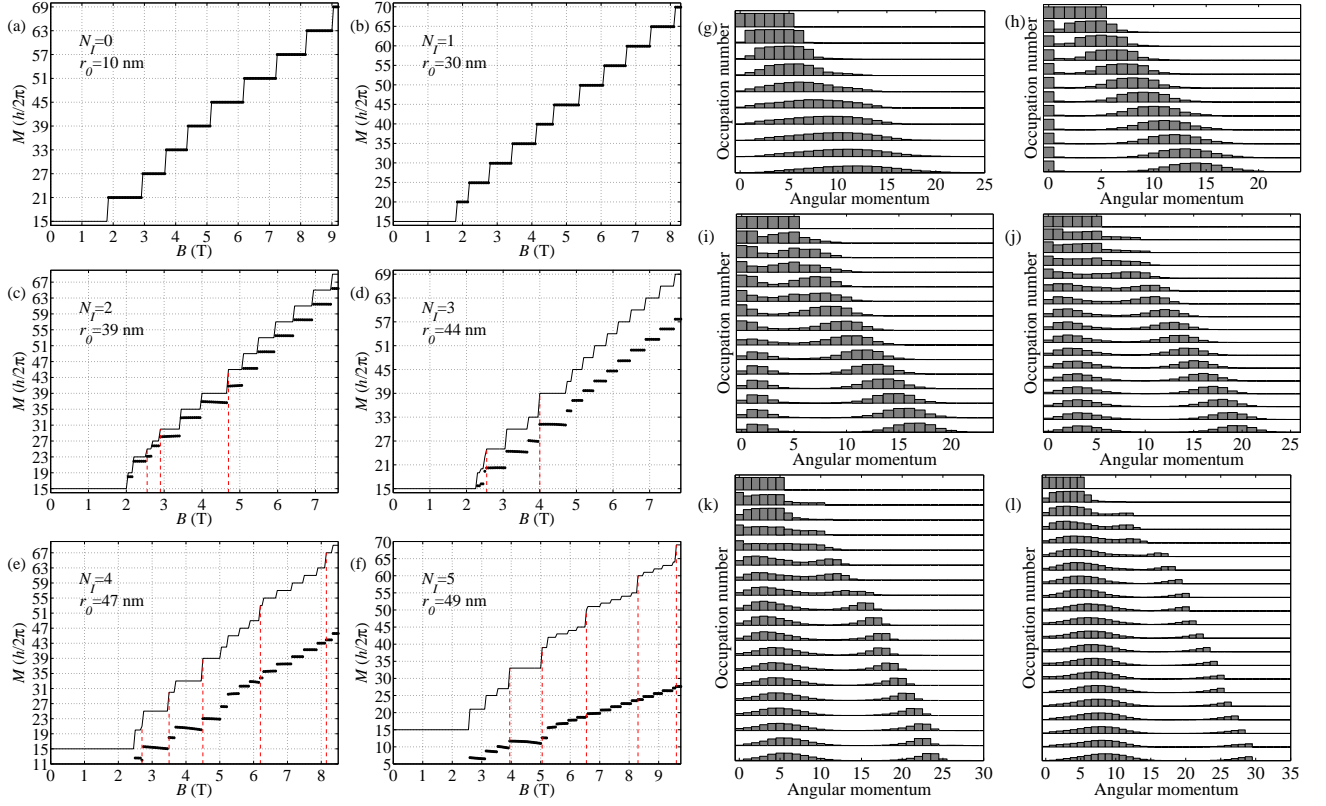 (a)
N_I=0
r_0=10 nm
M (h/2π)
69
63
57
51
45
39
33
27
21
15
0 1 2 3 4 5 6 7 8 9
B (T)
(b)
N_I=1
r_0=30 nm
M (h/2π)
70
65
60
55
50
45
40
35
30
25
20
15
0 1 2 3 4 5 6 7 8
B (T)
(c)
N_I=2
r_0=39 nm
M (h/2π)
67
63
59
55
51
47
43
39
35
31
27
23
19
15
0 1 2 3 4 5 6 7
B (T)
(d)
N_I=3
r_0=44 nm
M (h/2π)
69
63
57
51
45
39
33
27
21
15
0 1 2 3 4 5 6 7
B (T)
(e)
N_I=4
r_0=47 nm
M (h/2π)
67
63
59
55
51
47
43
39
35
31
27
23
19
15
11
0 1 2 3 4 5 6 7 8
B (T)
(f)
N_I=5
r_0=49 nm
M (h/2π)
70
65
60
55
50
45
40
35
30
25
20
15
10
5
0 1 2 3 4 5 6 7 8 9
B (T)
(g)
Occupation number
0 5 10 15 20 25
Angular momentum
(h)
Occupation number
0 5 10 15 20
Angular momentum
(i)
Occupation number
0 5 10 15 20
Angular momentum
(j)
Occupation number
0 5 10 15 20 25
Angular momentum
(k)
Occupation number
0 5 10 15 20 25 30
Angular momentum
(l)
Occupation number
0 5 10 15 20 25 30 35
Angular momentum